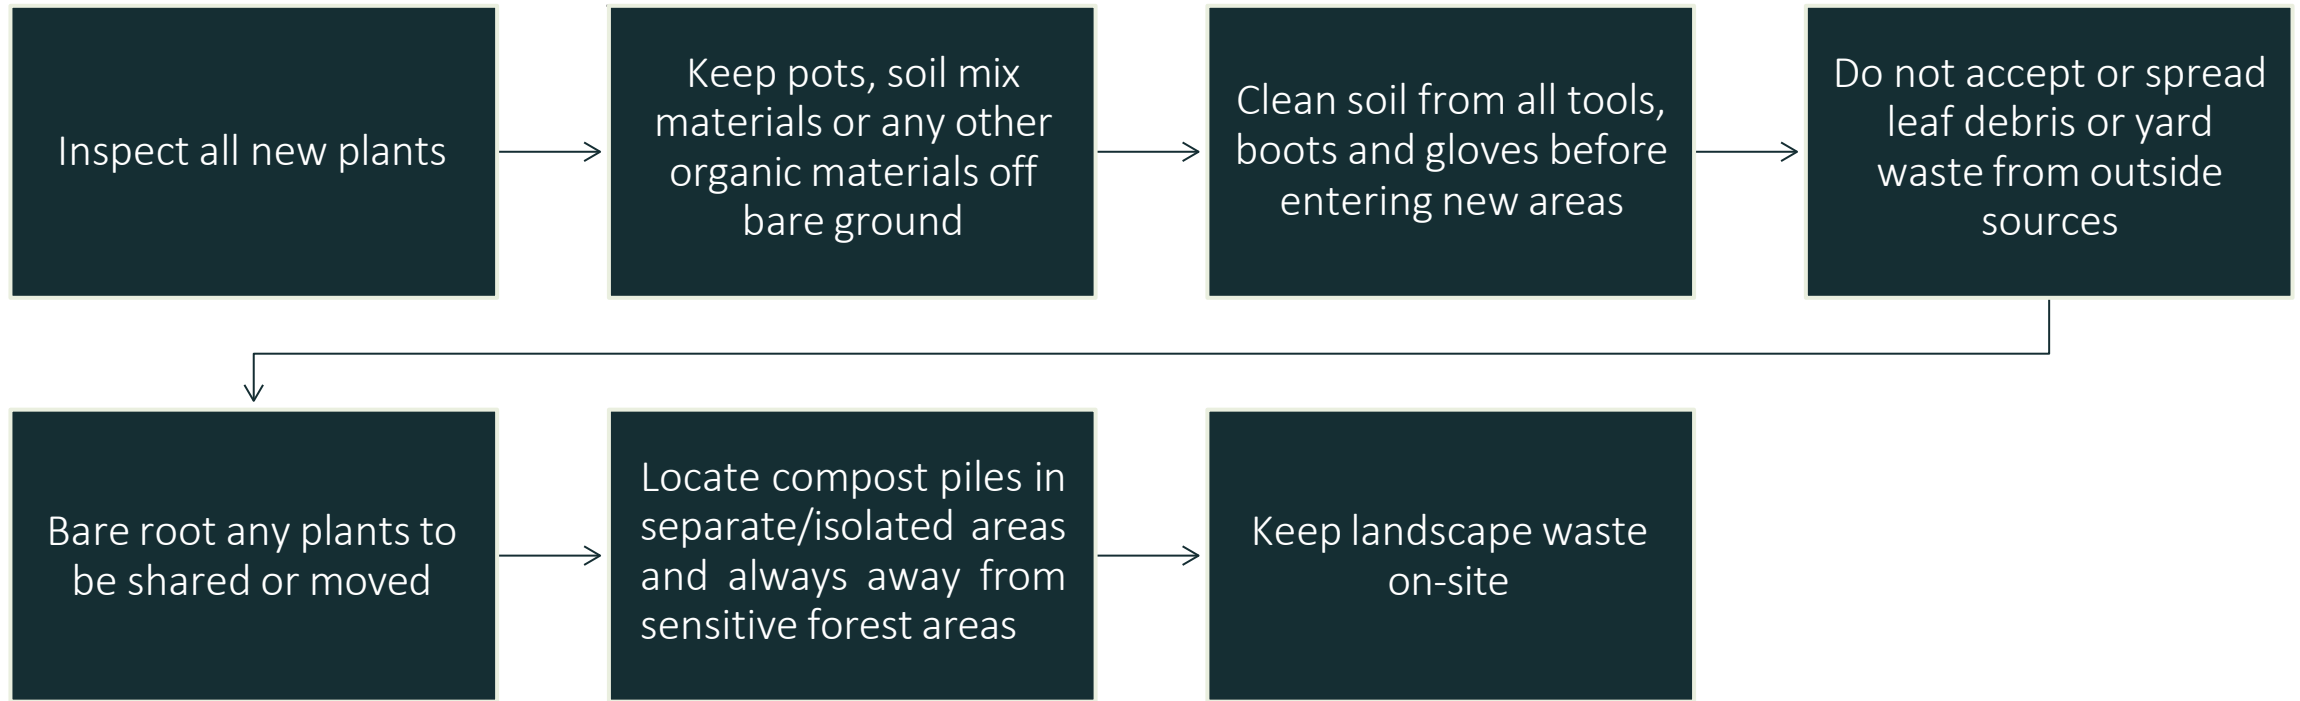 Inspect all new plants
Keep pots, soil mix
materials or any other
organic materials off
bare ground
Clean soil from all tools,
boots and gloves before
entering new areas
Do not accept or spread
leaf debris or yard
waste from outside
sources
Bare root any plants to
be shared or moved
Locate compost piles in
separate/isolated areas
and always away from
sensitive forest areas
Keep landscape waste
on-site